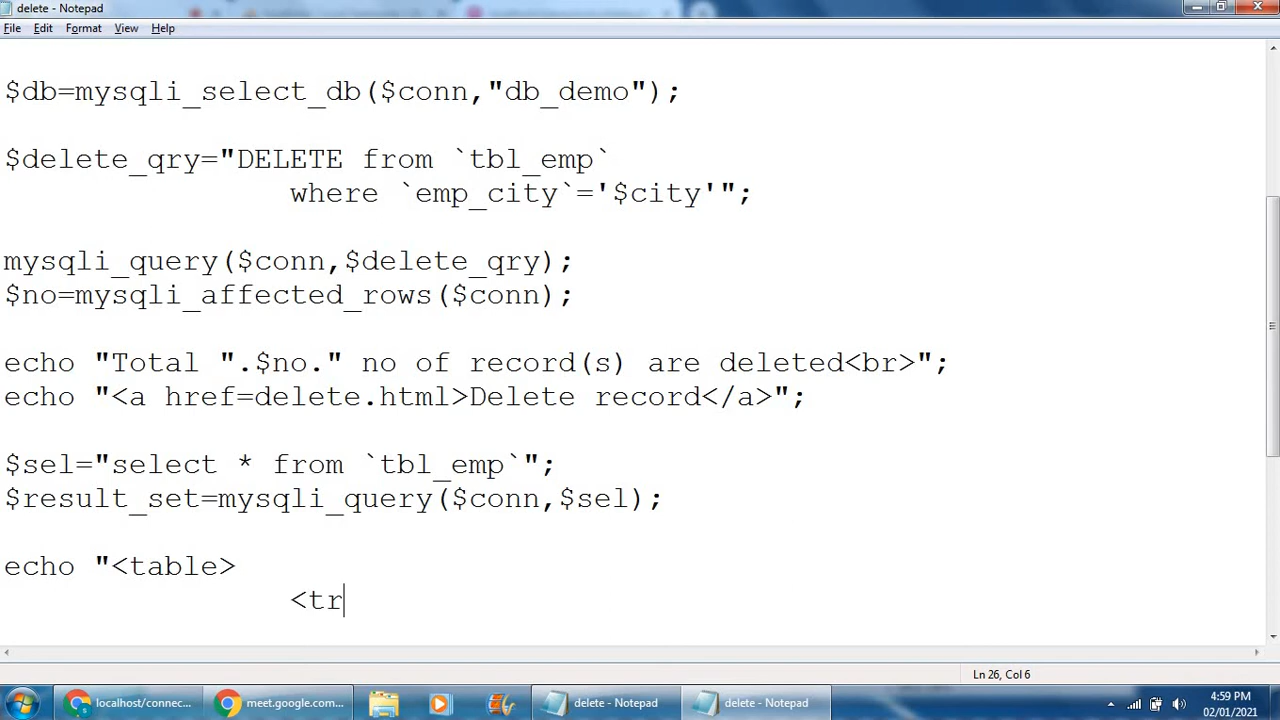 delete - Notepad
File Edit Format View Help
$db=mysqli_select_db($conn,"db_demo");
$delete_qry="DELETE from `tbl_emp`
where `emp_city`='$city'";
mysqli_query($conn,$delete_qry);
$no=mysqli_affected_rows($conn);
echo "Total ".$no." no of record(s) are deleted<br>";
echo "<a href=delete.html>Delete record</a>";
$sel="select * from `tbl_emp`";
$result_set=mysqli_query($conn,$sel);
echo "<table>
<tr
Ln 26, Col 6
localhost/connec... meet.google.com... delete - Notepad delete - Notepad 4:59 PM
02/01/2021